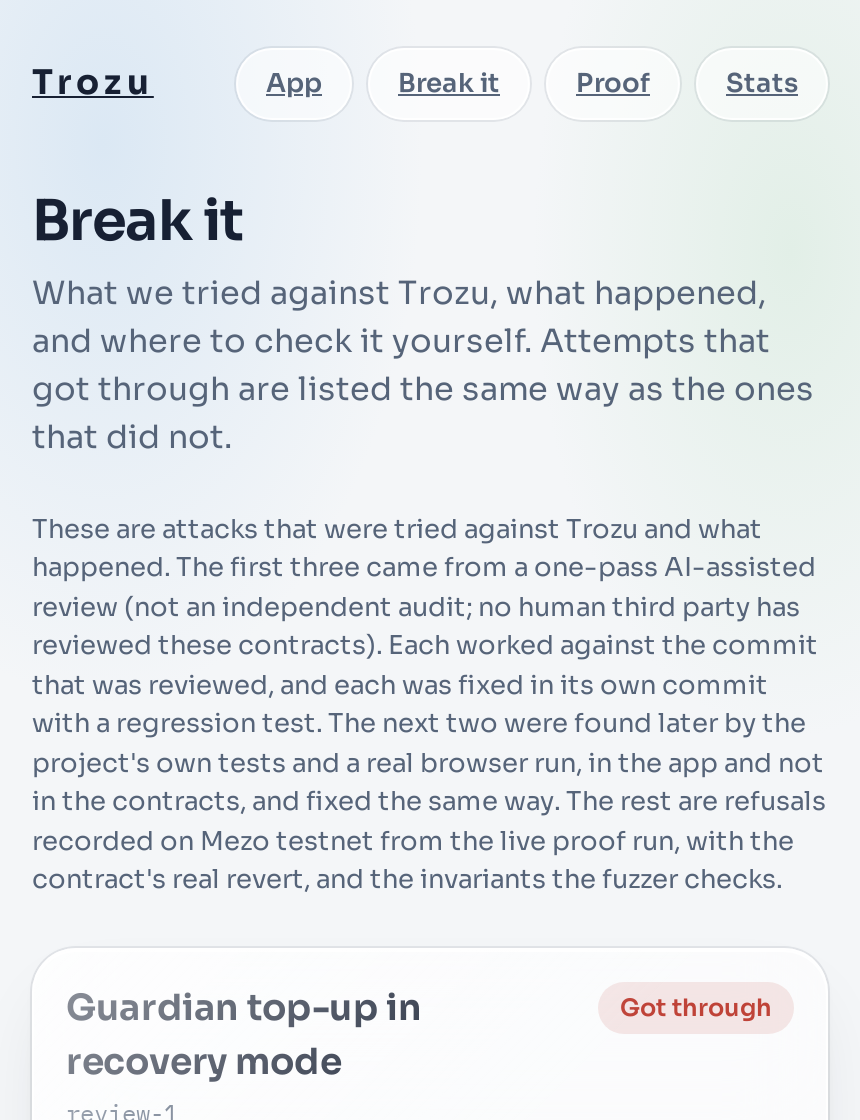 Trozu
App
Break it
Proof
Stats
Break it
What we tried against Trozu, what happened,
and where to check it yourself. Attempts that
got through are listed the same way as the ones
that did not.
These are attacks that were tried against Trozu and what
happened. The first three came from a one-pass AI-assisted
review (not an independent audit; no human third party has
reviewed these contracts). Each worked against the commit
that was reviewed, and each was fixed in its own commit
with a regression test. The next two were found later by the
project's own tests and a real browser run, in the app and not
in the contracts, and fixed the same way. The rest are refusals
recorded on Mezo testnet from the live proof run, with the
contract's real revert, and the invariants the fuzzer checks.
Guardian top-up in
recovery mode
Got through
review-1